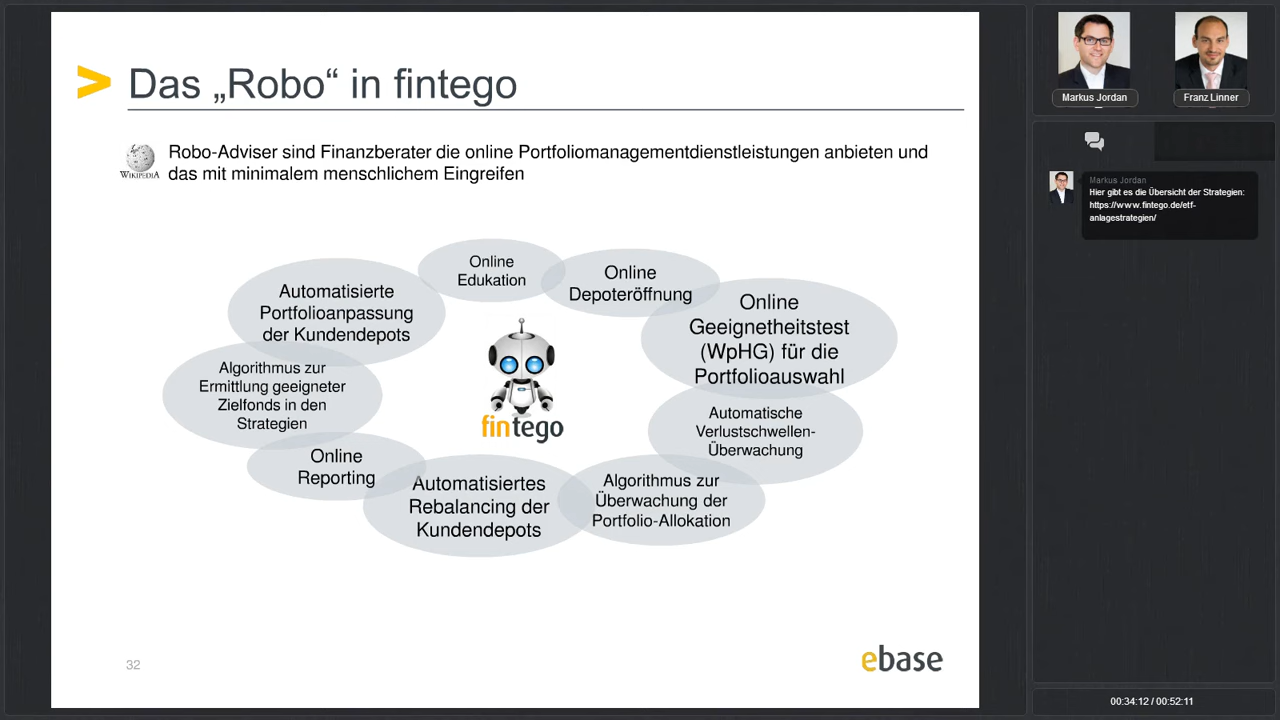 Das „Robo“ in fintego
WIKIPEDIA
Robo-Adviser sind Finanzberater die online Portfoliomanagementdienstleistungen anbieten und
das mit minimalem menschlichem Eingreifen
Online
Edukation
Online
Depoteröffnung
Online
Geeignetheitstest
(WpHG) für die
Portfolioauswahl
Automatische
Verlustschwellen-
Überwachung
Algorithmus zur
Überwachung der
Portfolio-Allokation
Automatisiertes
Rebalancing der
Kundendepots
Online
Reporting
Algorithmus zur
Ermittlung geeigneter
Zielfonds in den
Strategien
Automatisierte
Portfolioanpassung
der Kundendepots
fintego
32
ebase
Markus Jordan
Franz Linner
Markus Jordan
Hier gibt es die Übersicht der Strategien:
https://www.fintego.de/etf-
anlagestrategien/
00:34:12 / 00:52:11